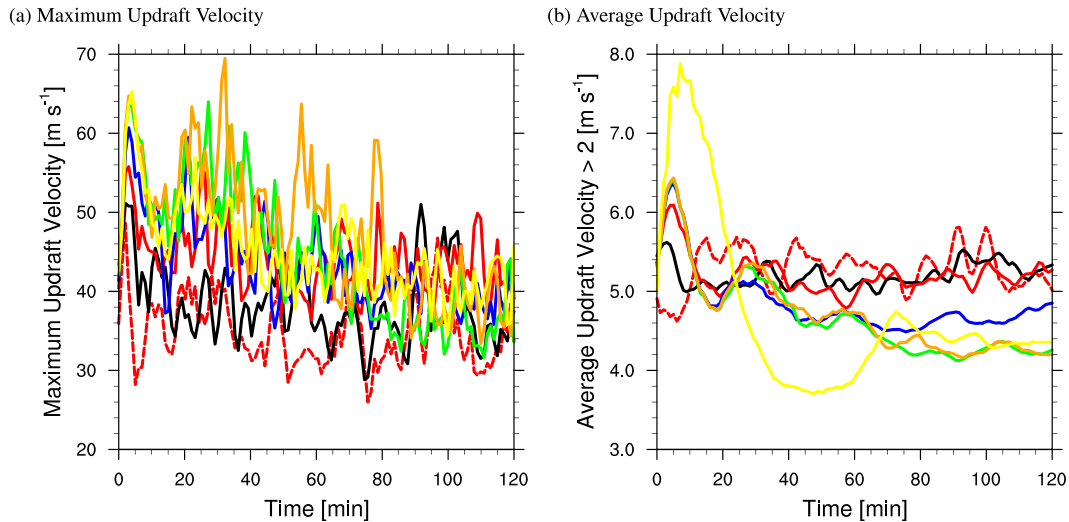 (a) Maximum Updraft Velocity
(b) Average Updraft Velocity
Maximum Updraft Velocity [m s-1]
70
60
50
40
30
20
0 20 40 60 80 100 120
Time [min]
Average Updraft Velocity > 2 [m s-1]
8.0
7.0
6.0
5.0
4.0
3.0
0 20 40 60 80 100 120
Time [min]